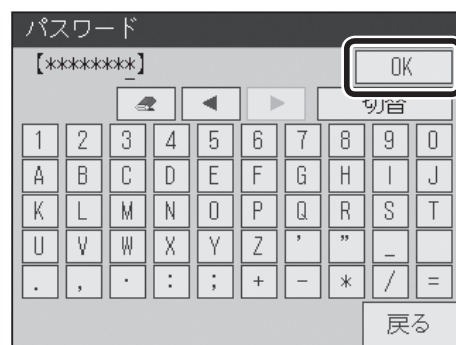 パスワード
【********】 OK
切替
1 2 3 4 5 6 7 8 9 0
A B C D E F G H I J
K L M N O P Q R S T
U V W X Y Z ’ ” _
. , · : ; + − * / =
戻る